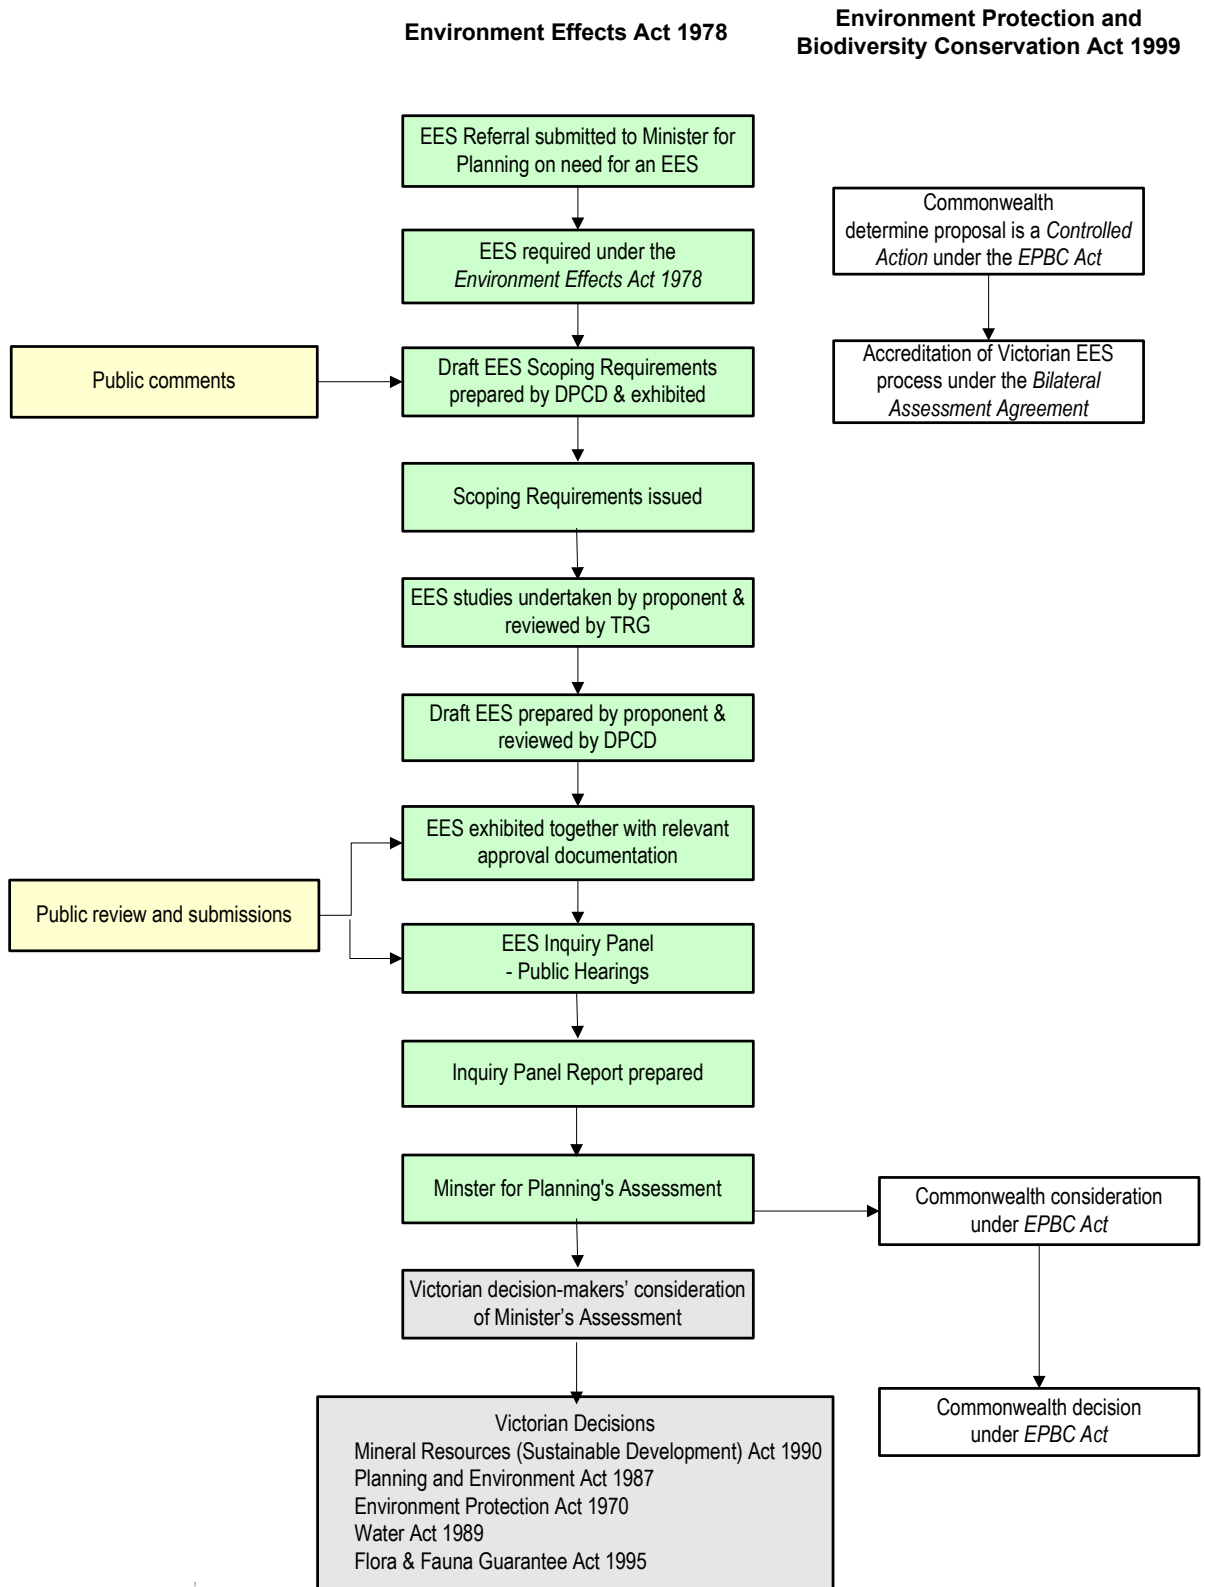 Environment Effects Act 1978
Environment Protection and
Biodiversity Conservation Act 1999
EES Referral submitted to Minister for
Planning on need for an EES
Commonwealth
determine proposal is a Controlled
Action under the EPBC Act
EES required under the
Environment Effects Act 1978
Accreditation of Victorian EES
process under the Bilateral
Assessment Agreement
Public comments
Draft EES Scoping Requirements
prepared by DPCD & exhibited
Scoping Requirements issued
EES studies undertaken by proponent &
reviewed by TRG
Draft EES prepared by proponent &
reviewed by DPCD
EES exhibited together with relevant
approval documentation
Public review and submissions
EES Inquiry Panel
- Public Hearings
Inquiry Panel Report prepared
Minster for Planning's Assessment
Commonwealth consideration
under EPBC Act
Victorian decision-makers’ consideration
of Minister’s Assessment
Commonwealth decision
under EPBC Act
Victorian Decisions
Mineral Resources (Sustainable Development) Act 1990
Planning and Environment Act 1987
Environment Protection Act 1970
Water Act 1989
Flora & Fauna Guarantee Act 1995